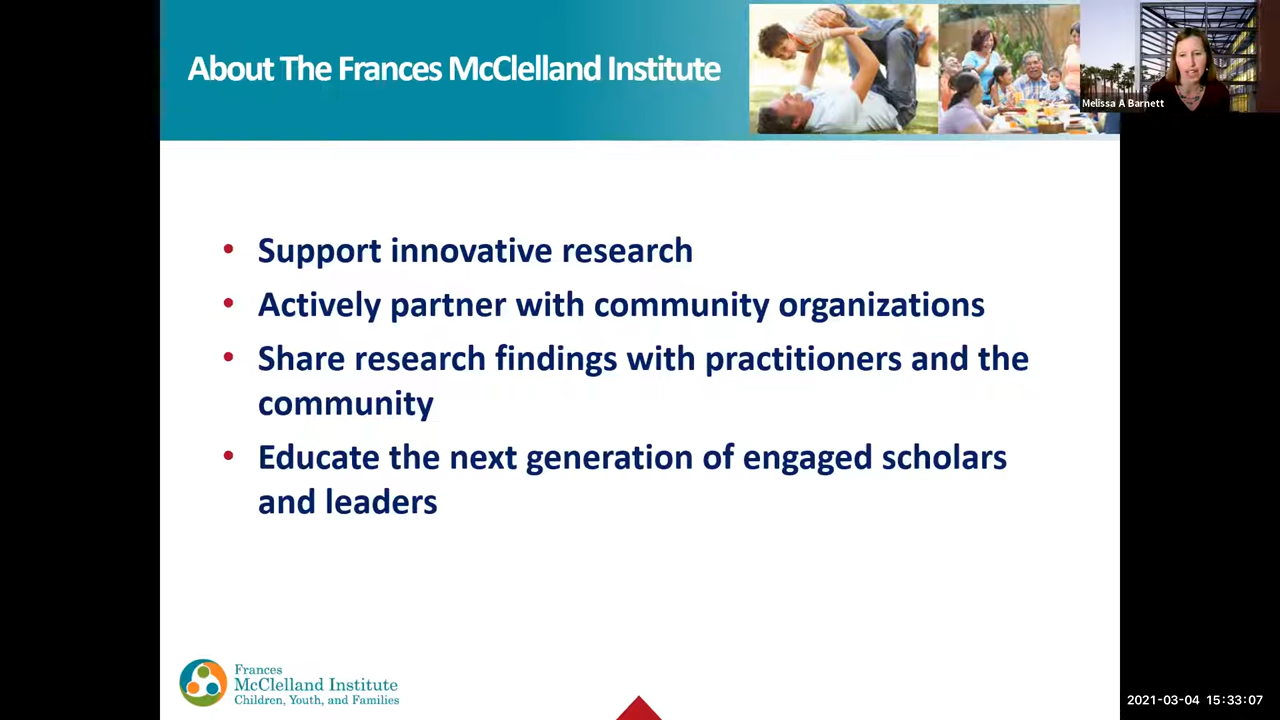 About The Frances McClelland Institute
Melissa A Barnett
• Support innovative research
• Actively partner with community organizations
• Share research findings with practitioners and the
community
• Educate the next generation of engaged scholars
and leaders
Frances
McClelland Institute
Children, Youth, and Families
2021-03-04 15:33:07